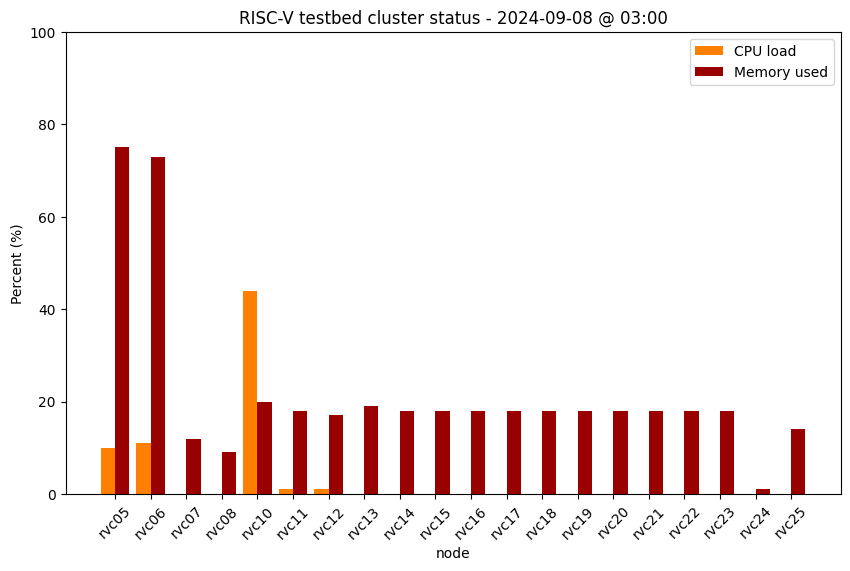 RISC-V testbed cluster status - 2024-09-08 @ 03:00
CPU load
Memory used
Percent (%)
100
80
60
40
20
0
rvc05
rvc06
rvc07
rvc08
rvc10
rvc11
rvc12
rvc13
rvc14
rvc15
rvc16
rvc17
rvc18
rvc19
rvc20
rvc21
rvc22
rvc23
rvc24
rvc25
node